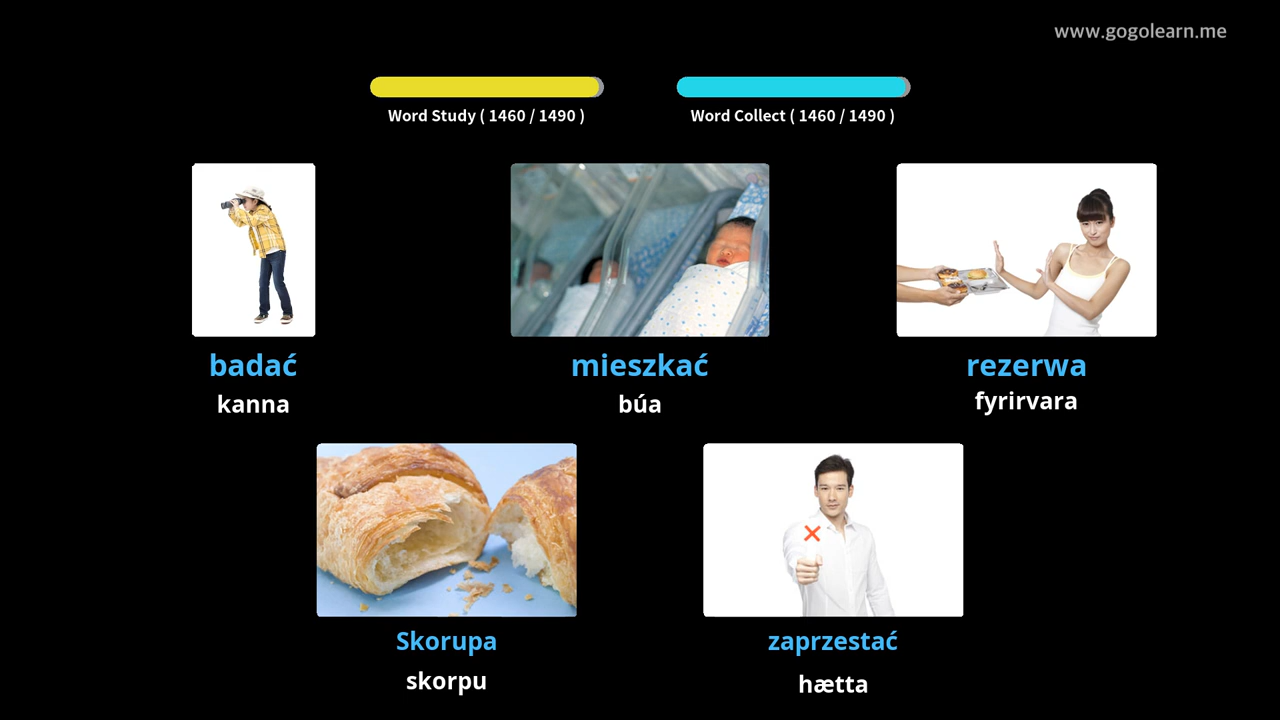 www.gogolearn.me
Word Study ( 1460 / 1490 )
Word Collect ( 1460 / 1490 )
badać
kanna
mieszkać
búa
rezerwa
fyrirvara
Skorupa
skorpu
zaprzestać
hætta